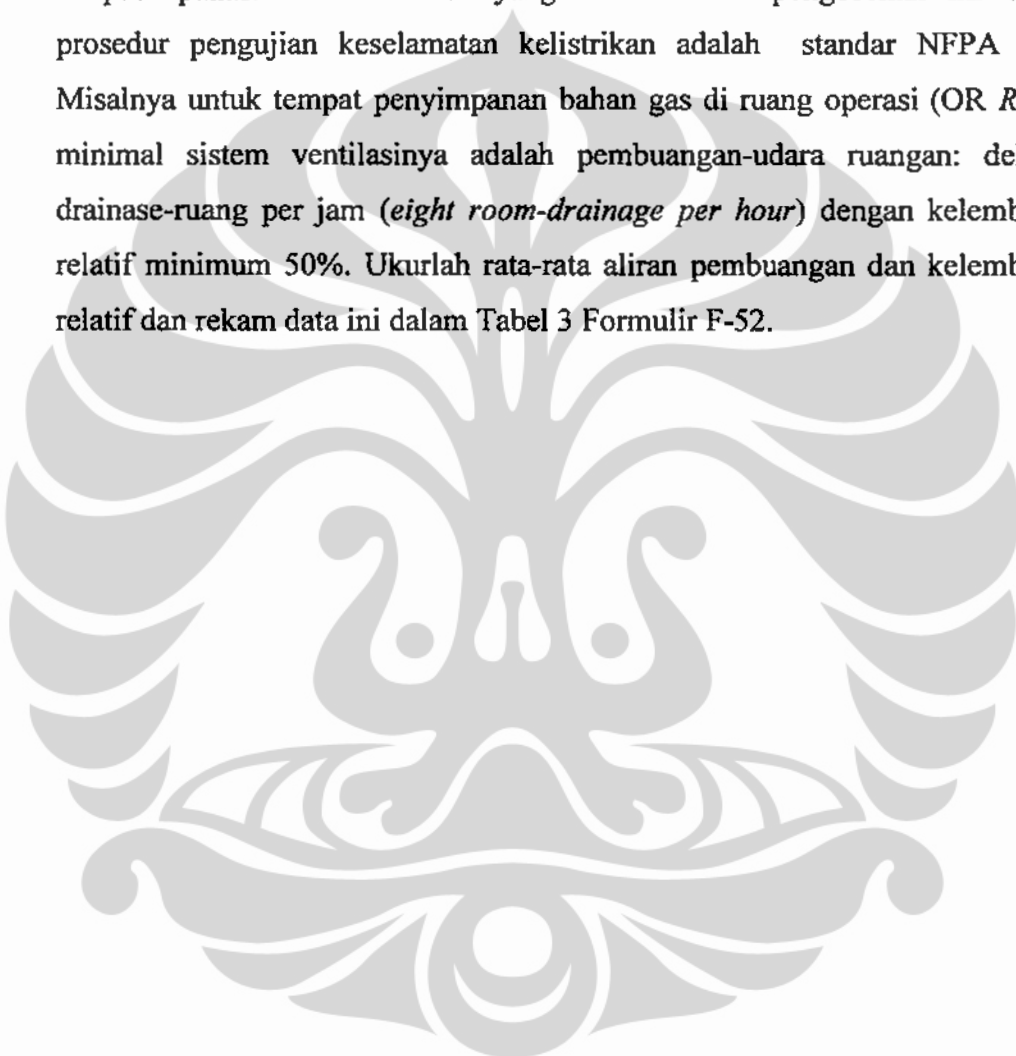 prosedur pengujian keselamatan kelistrikan adalah standar NFPA
Misalnya untuk tempat penyimpanan bahan gas di ruang operasi (OR
minimal sistem ventilasinya adalah pembuangan-udara ruangan:
drainase-ruang per jam (eight room-drainage per hour) dengan
relatif minimum 50%. Ukurlah rata-rata aliran pembuangan dan
relatif dan rekam data ini dalam Tabel 3 Formulir F-52.